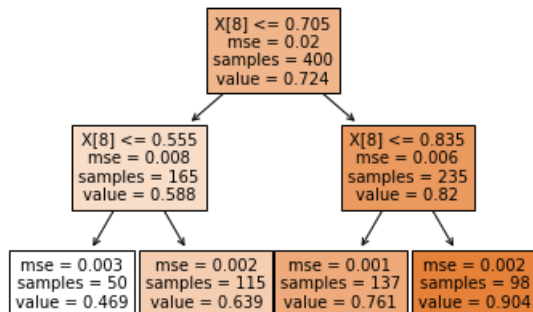 X[8] <= 0.705
mse = 0.02
samples = 400
value = 0.724
X[8] <= 0.555
mse = 0.008
samples = 165
value = 0.588
X[8] <= 0.835
mse = 0.006
samples = 235
value = 0.82
mse = 0.003
samples = 50
value = 0.469
mse = 0.002
samples = 115
value = 0.639
mse = 0.001
samples = 137
value = 0.761
mse = 0.002
samples = 98
value = 0.904